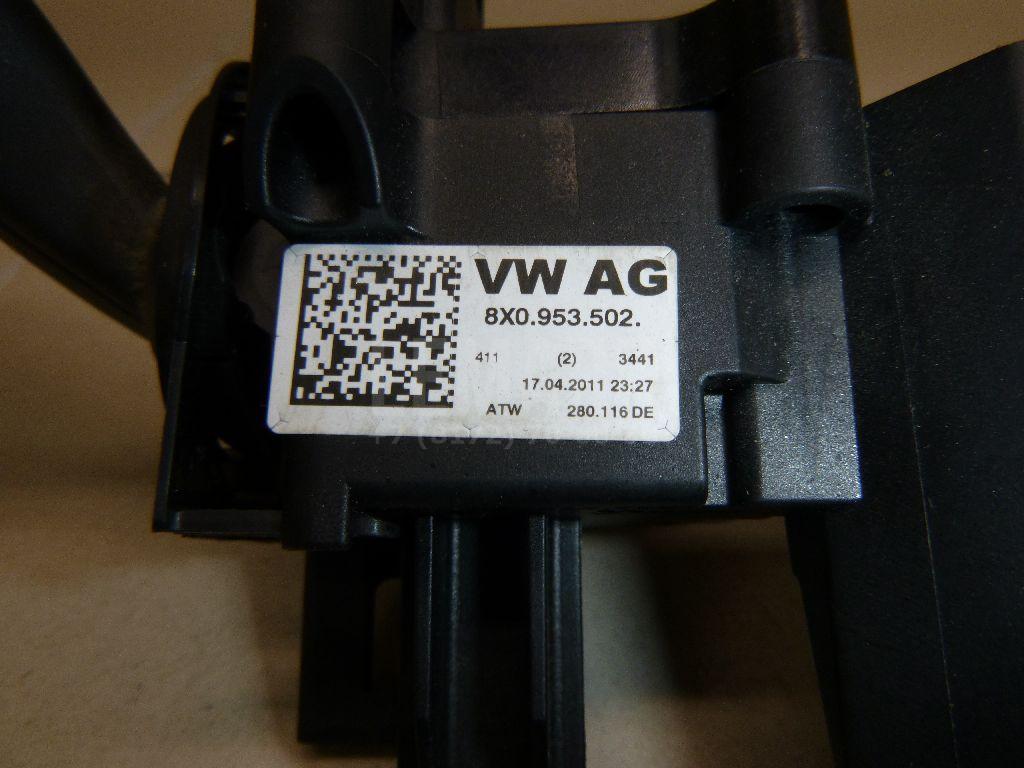 VW AG
8X0.953.502.
411 (2) 3441
17.04.2011 23:27
ATW 280.116 DE